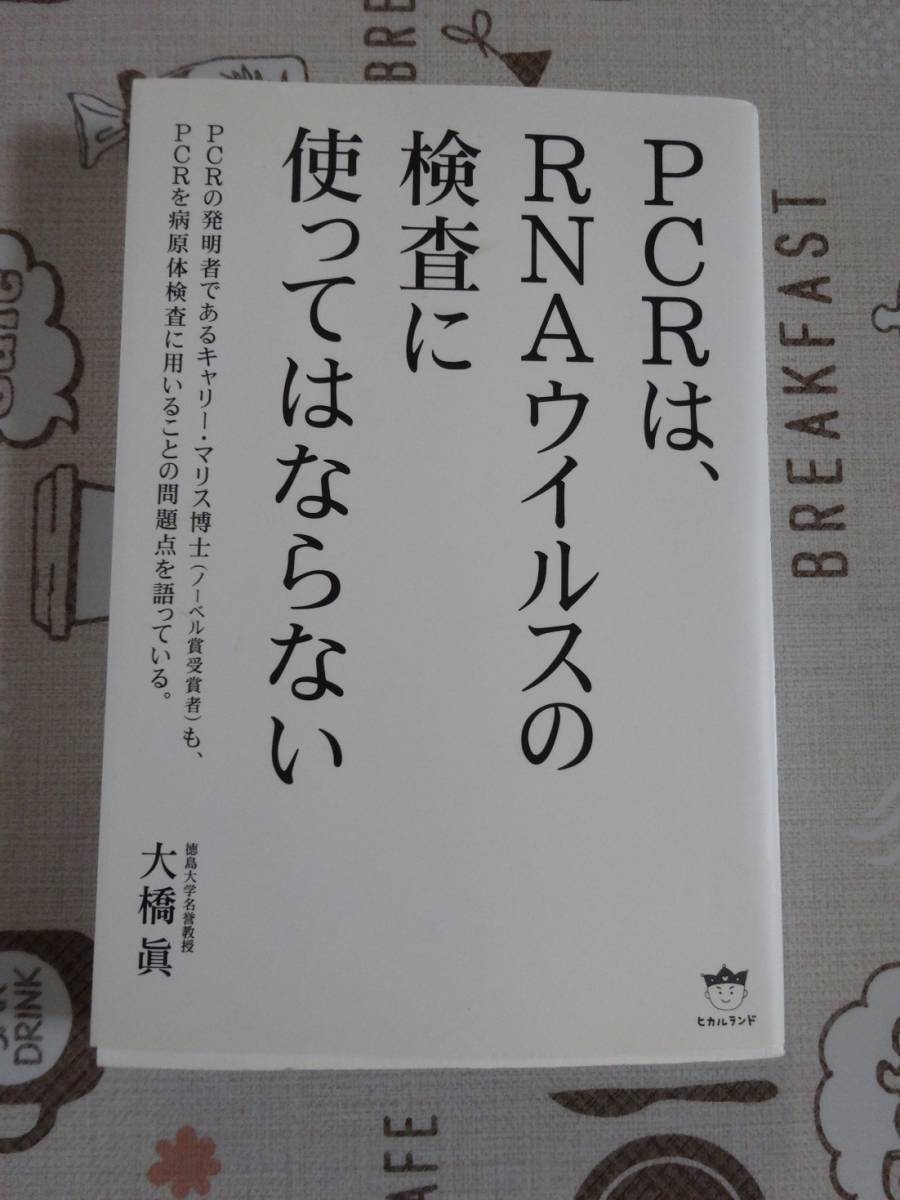 PCRは、
RNAウイルスの
検査に
使ってはならない
PCRの発明者であるキャリー・マリス博士(ノーベル賞受賞者)も、
PCRを病原体検査に用いることの問題点を語っている。
徳島大学名誉教授
大橋眞
ヒカルランド
BREAKFAST
BRE
DRINK
AFE